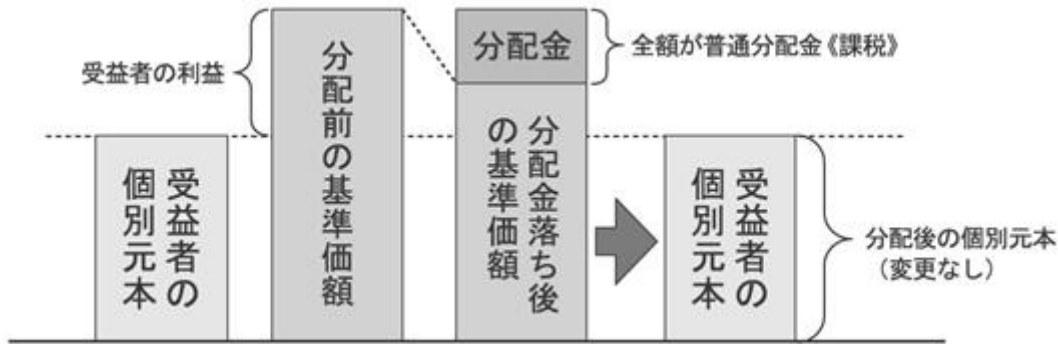 受益者の利益
受益者の
個別元本
分配前の基準価額
分配金
全額が普通分配金《課税》
分配金落ち後
の基準価額
受益者の
個別元本
分配後の個別元本
（変更なし）